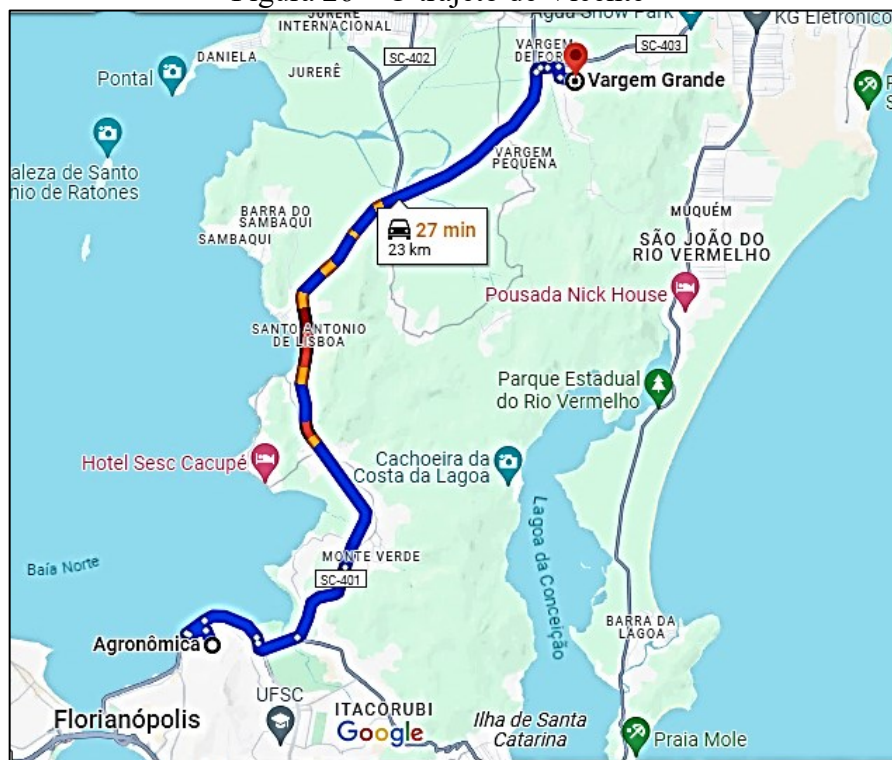 JURERÊ
INTERNACIONAL
SC-402
VARGEM
SC-403
KG Eletronico
DANIELA
JURERÊ
Pontal
Vargem Grande
VARGEM
PEQUENA
aleza de Santo
nio de Ratones
BARRA DO
SAMBAQUI
SAMBAQUI
27 min
23 km
MUQUÉM
SÃO JOÃO DO
RIO VERMELHO
Pousada Nick House
SANTO ANTONIO
DE LISBOA
Parque Estadual
do Rio Vermelho
Hotel Sesc Cacupé
Cachoeira da
Costa da Lagoa
Lagoa da Conceição
Baía Norte
MONTE VERDE
SC-401
BARRA DA
LAGOA
Agronômica
UFSC
ITACORUBI
Florianópolis
Google
Ilha de Santa
Catarina
Praia Mole